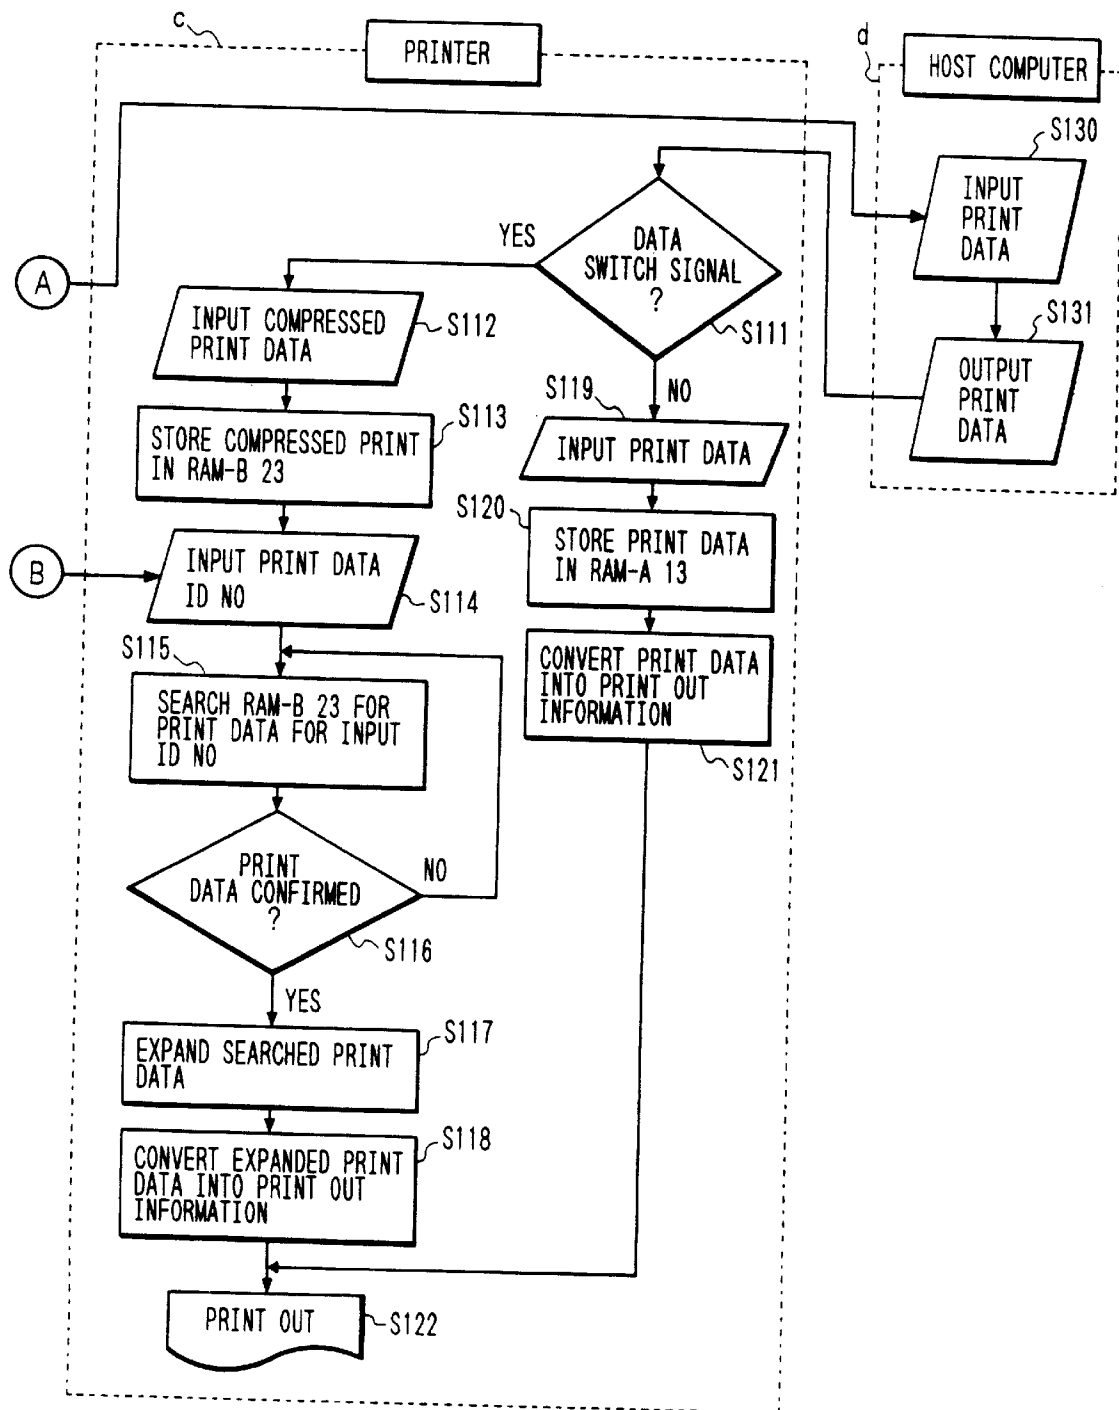 c
PRINTER
d
HOST COMPUTER
S130
INPUT
PRINT
DATA
YES
DATA
SWITCH SIGNAL
?
S111
A
INPUT COMPRESSED
PRINT DATA
S112
S131
OUTPUT
PRINT
DATA
NO
S119
INPUT PRINT DATA
S113
STORE COMPRESSED PRINT
IN RAM-B 23
S120
STORE PRINT DATA
IN RAM-A 13
B
INPUT PRINT DATA
ID NO
S114
S115
SEARCH RAM-B 23 FOR
PRINT DATA FOR INPUT
ID NO
CONVERT PRINT DATA
INTO PRINT OUT
INFORMATION
S121
PRINT
DATA CONFIRMED
?
NO
S116
YES
S117
EXPAND SEARCHED PRINT
DATA
S118
CONVERT EXPANDED PRINT
DATA INTO PRINT OUT
INFORMATION
PRINT OUT
S122